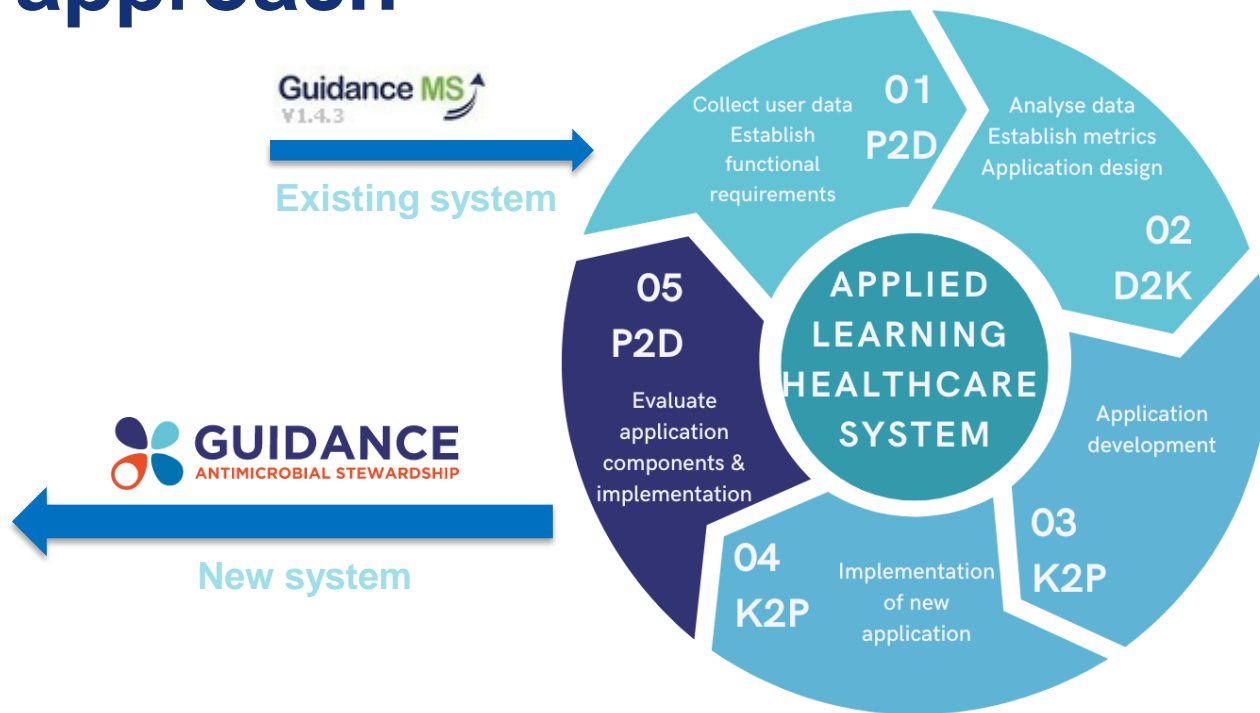 approach
Guidance MS
V1.4.3
Existing system
Collect user data
Establish
functional
requirements
01
P2D
Analyse data
Establish metrics
Application design
02
D2K
Application
development
03
K2P
Implementation
of new
application
04
K2P
05
P2D
Evaluate
application
components &
implementation
APPLIED
LEARNING
HEALTHCARE
SYSTEM
GUIDANCE
ANTIMICROBIAL STEWARDSHIP
New system